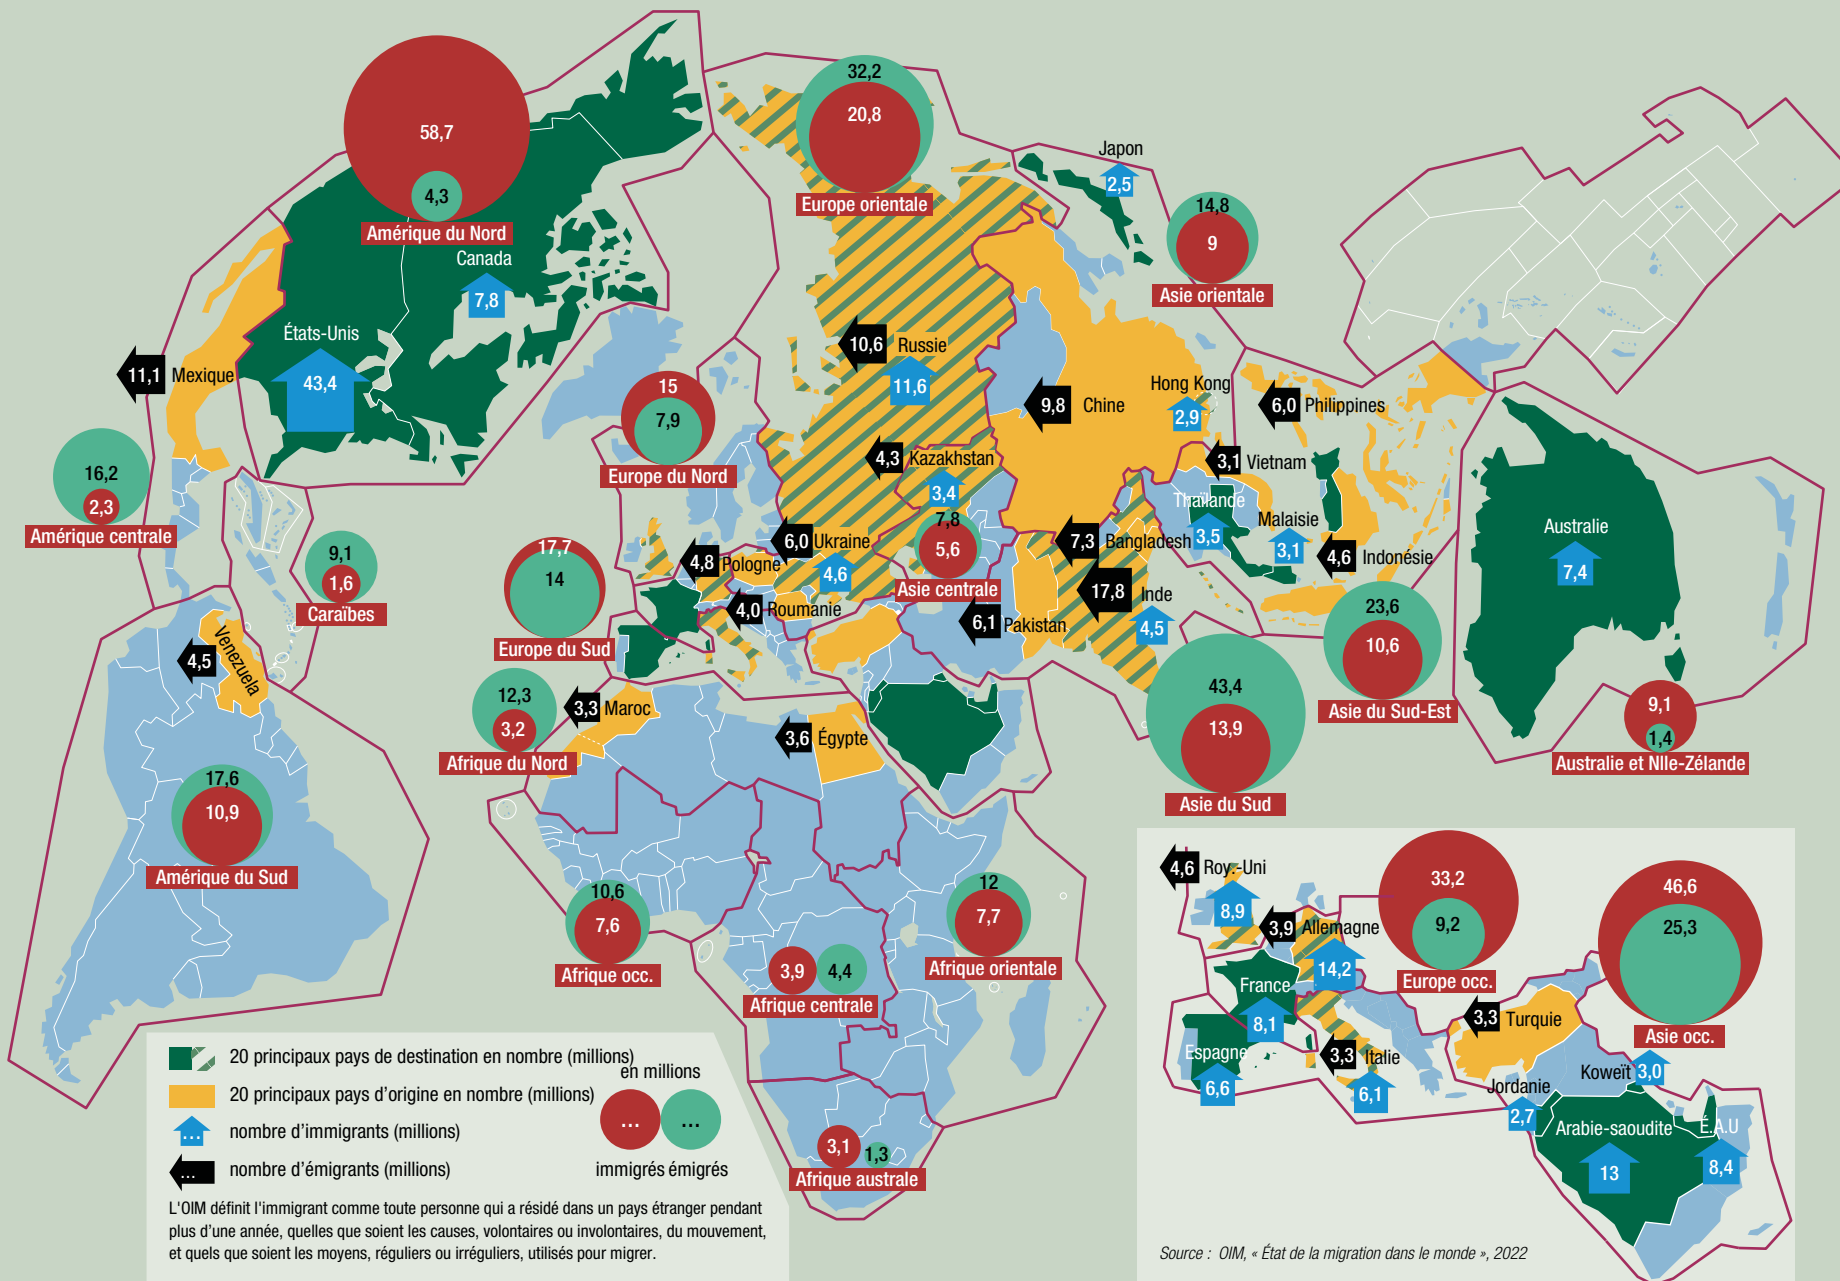 58,7
4,3
Amérique du Nord
Canada
7,8
États-Unis
43,4
11,1 Mexique
16,2
2,3
Amérique centrale
9,1
1,6
Caraïbes
4,5
Venezuela
17,6
10,9
Amérique du Sud
32,2
20,8
Europe orientale
Japon
2,5
14,8
9
Asie orientale
10,6 Russie
11,6
15
7,9
Europe du Nord
9,8 Chine
Hong Kong
2,9
6,0 Philippines
4,3 Kazakhstan
3,4
3,1 Vietnam
Thaïlande
3,5
Malaisie
3,1
4,6 Indonésie
7,8
5,6
Asie centrale
6,0 Ukraine
4,6
4,8 Pologne
4,0 Roumanie
17,7
14
Europe du Sud
7,3 Bangladesh
17,8 Inde
4,5
6,1 Pakistan
23,6
10,6
Asie du Sud-Est
43,4
13,9
Asie du Sud
Australie
7,4
9,1
1,4
Australie et Nlle-Zélande
12,3
3,2
Afrique du Nord
3,3 Maroc
3,6 Égypte
10,6
7,6
Afrique occ.
12
7,7
Afrique orientale
3,9 4,4
Afrique centrale
3,1 1,3
Afrique australe
4,6 Roy.-Uni
8,9
3,9 Allemagne
14,2
33,2
9,2
Europe occ.
46,6
25,3
Asie occ.
France
8,1
Espagne
6,6
3,3 Italie
6,1
3,3 Turquie
Jordanie
2,7
Koweït 3,0
Arabie-saoudite
13
É.A.U
8,4
Source : OIM, « État de la migration dans le monde », 2022
20 principaux pays de destination en nombre (millions)
20 principaux pays d'origine en nombre (millions)
... nombre d'immigrants (millions)
... nombre d'émigrants (millions)
en millions
... ...
immigrés émigrés
L'OIM définit l'immigrant comme toute personne qui a résidé dans un pays étranger pendant
plus d'une année, quelles que soient les causes, volontaires ou involontaires, du mouvement,
et quels que soient les moyens, réguliers ou irréguliers, utilisés pour migrer.